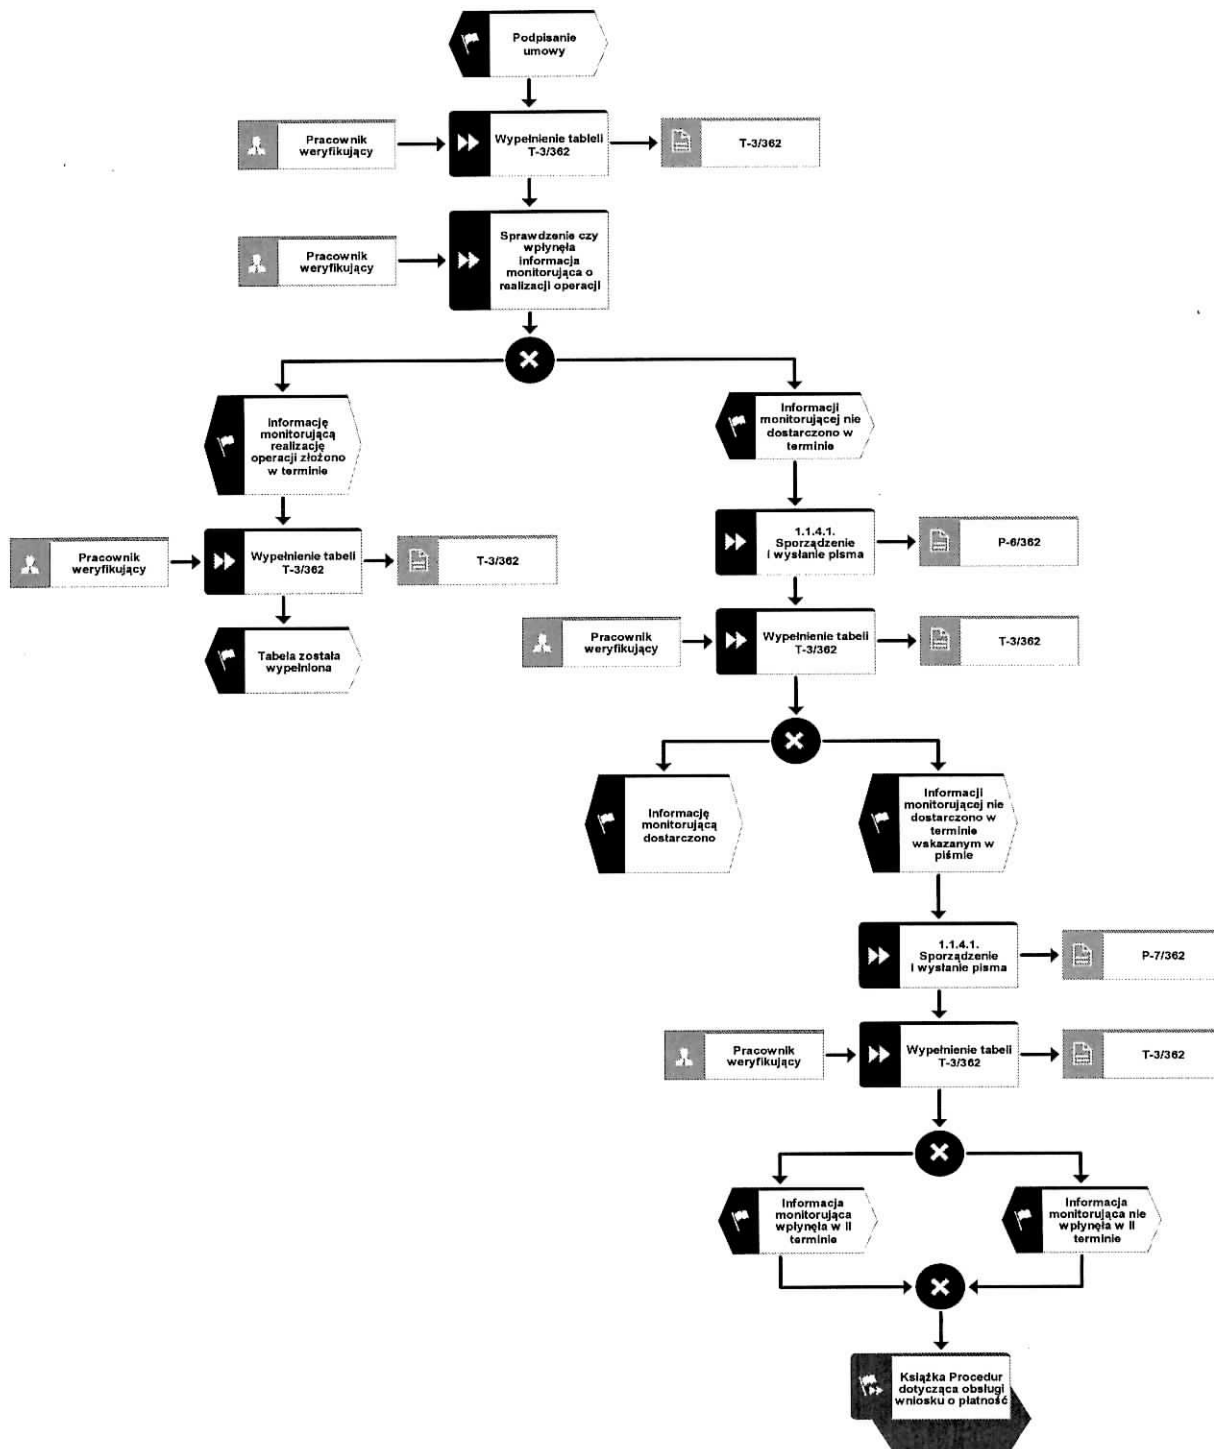 Podpisanie
umowy
Pracownik
weryfikujący
Wypełnienie tableli
T-3/362
T-3/362
Pracownik
weryfikujący
Sprawdzenie czy
wpłynęła
informacja
monitorująca o
realizacji operacji
Informację
monitorującą
realizację
operacji złożono
w terminie
Informacji
monitorującej nie
dostarczono w
terminie
Pracownik
weryfikujący
Wypełnienie tabeli
T-3/362
T-3/362
1.1.4.1.
Sporządzenie
i wysłanie pisma
P-6/362
Tabela została
wypełniona
Pracownik
weryfikujący
Wypełnienie tabeli
T-3/362
T-3/362
Informację
monitorującą
dostarczono
Informacji
monitorującej nie
dostarczono w
terminie
wskazanym w
piśmie
1.1.4.1.
Sporządzenie
i wysłanie pisma
P-7/362
Pracownik
weryfikujący
Wypełnienie tabeli
T-3/362
T-3/362
Informacja
monitorująca
wpłynęła w II
terminie
Informacja
monitorująca nie
wpłynęła w II
terminie
Książka Procedur
dotycząca obsługi
wniosku o płatność